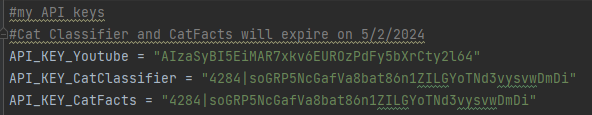 #my API keys
#Cat Classifier and CatFacts will expire on 5/2/2024
API_KEY_Youtube = "AIzaSyBI5EiMAR7xkv6EUROzPdFy5bXrCty2l64"
API_KEY_CatClassifier = "4284|soGRP5NcGafVa8bat86n1ZILGYoTNd3vysvwDmDi"
API_KEY_CatFacts = "4284|soGRP5NcGafVa8bat86n1ZILGYoTNd3vysvwDmDi"